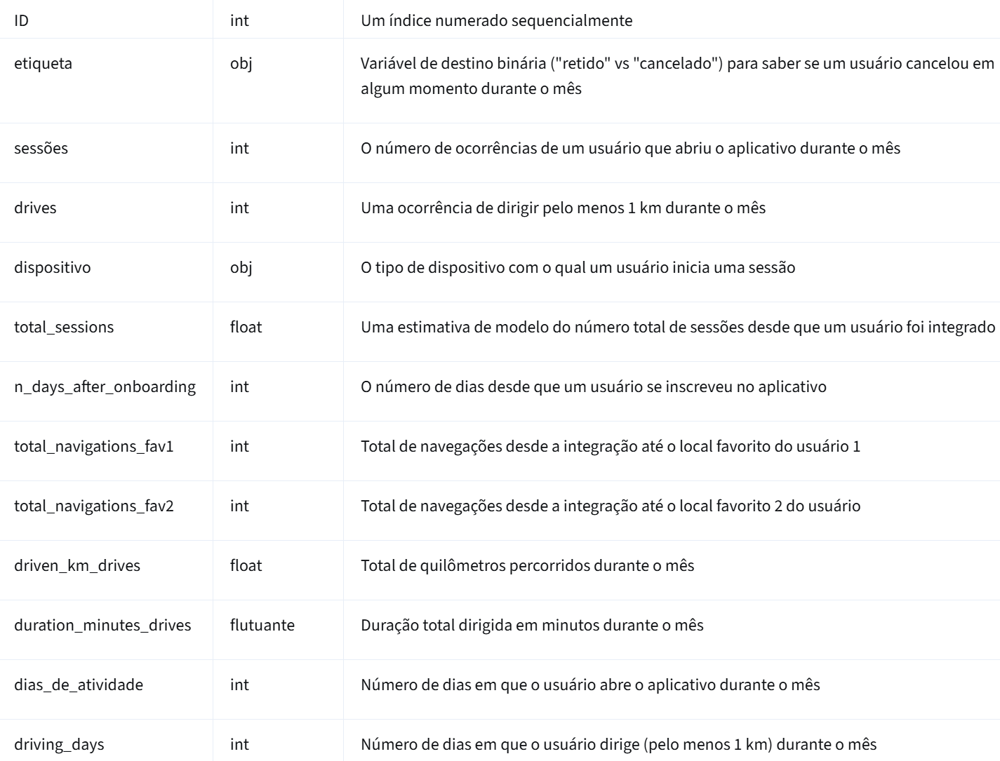 ID int Um índice numerado sequencialmente
etiqueta obj Variável de destino binária ("retido" vs "cancelado") para saber se um usuário cancelou em
algum momento durante o mês
sessões int O número de ocorrências de um usuário que abriu o aplicativo durante o mês
drives int Uma ocorrência de dirigir pelo menos 1 km durante o mês
dispositivo obj O tipo de dispositivo com o qual um usuário inicia uma sessão
total_sessions float Uma estimativa de modelo do número total de sessões desde que um usuário foi integrado
n_days_after_onboarding int O número de dias desde que um usuário se inscreveu no aplicativo
total_navigations_fav1 int Total de navegações desde a integração até o local favorito do usuário 1
total_navigations_fav2 int Total de navegações desde a integração até o local favorito 2 do usuário
driven_km_drives float Total de quilômetros percorridos durante o mês
duration_minutes_drives flutuante Duração total dirigida em minutos durante o mês
dias_de_atividade int Número de dias em que o usuário abre o aplicativo durante o mês
driving_days int Número de dias em que o usuário dirige (pelo menos 1 km) durante o mês